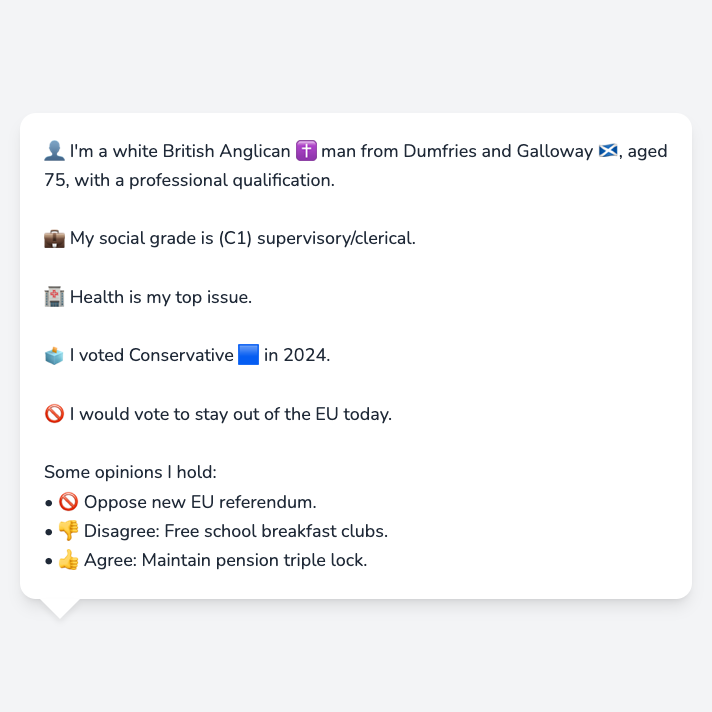 👤 I'm a white British Anglican ✝️ man from Dumfries and Galloway 🏴󠁧󠁢󠁳󠁣󠁴󠁿, aged
75, with a professional qualification.
💼 My social grade is (C1) supervisory/clerical.
🏥 Health is my top issue.
🗳️ I voted Conservative 🟦 in 2024.
🚫 I would vote to stay out of the EU today.
Some opinions I hold:
• 🚫 Oppose new EU referendum.
• 👎 Disagree: Free school breakfast clubs.
• 👍 Agree: Maintain pension triple lock.